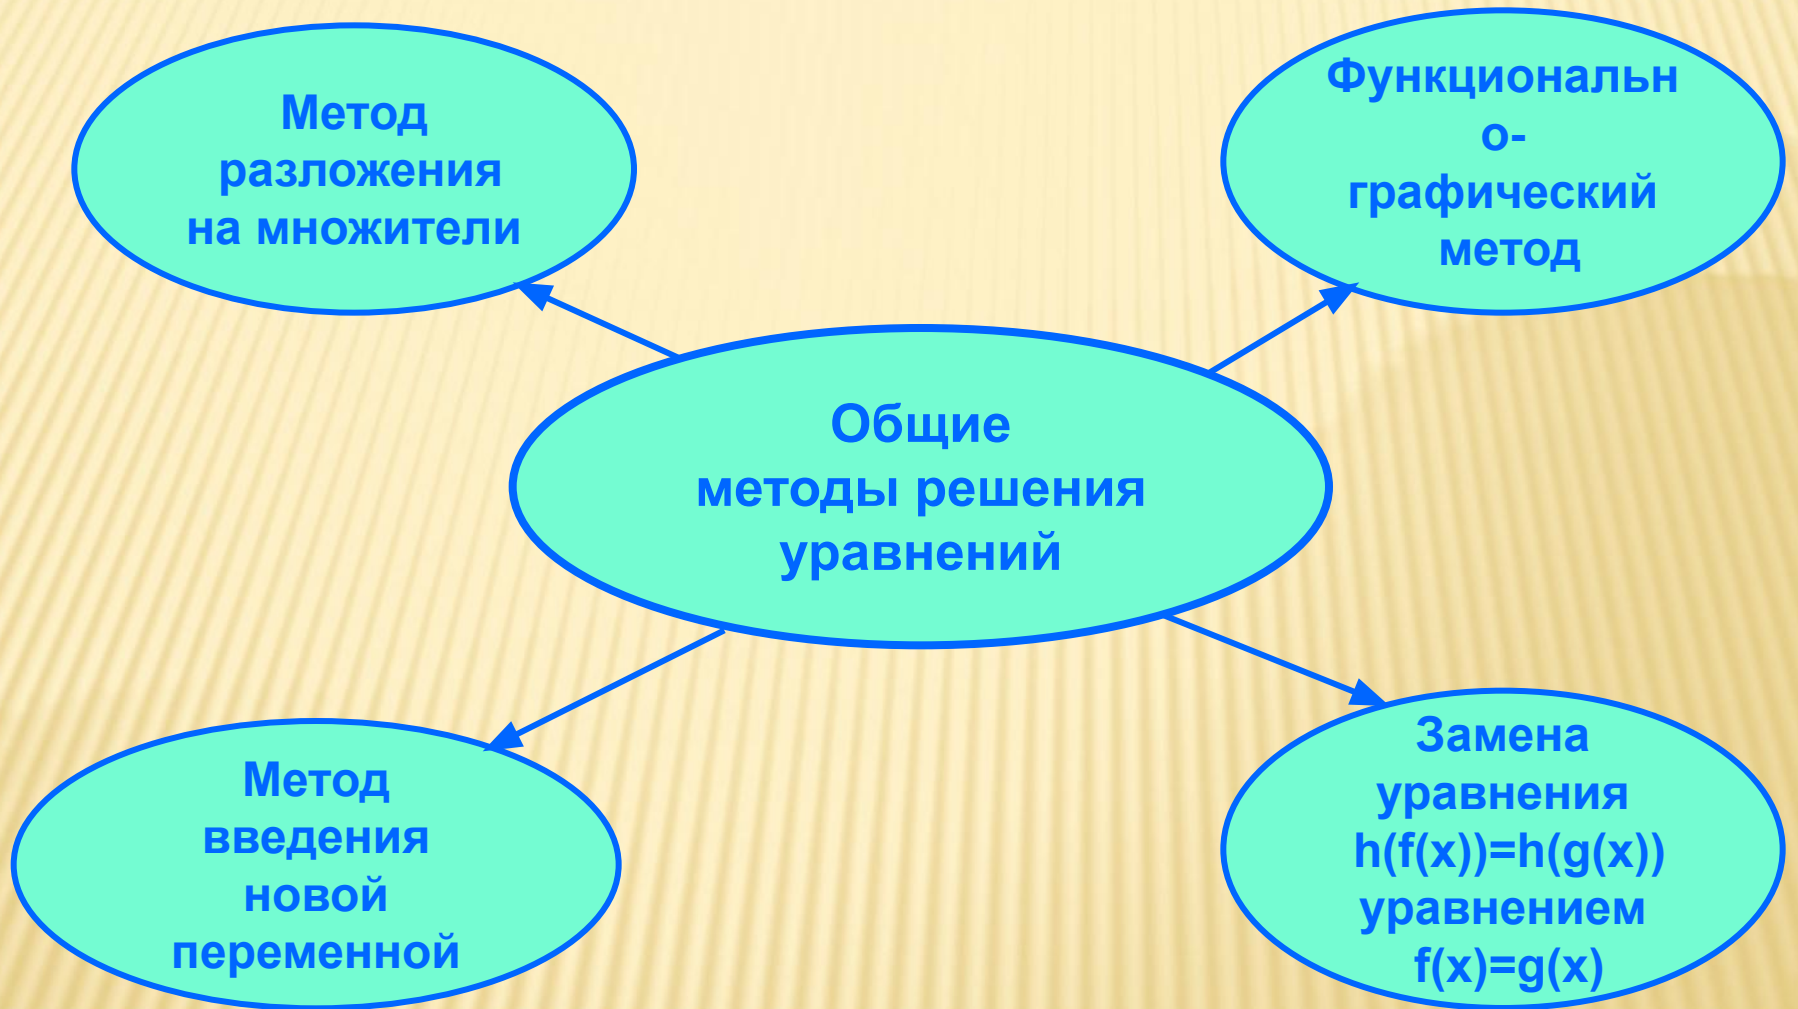 Метод
разложения
на множители
Функциональн
о-
графический
метод
Общие
методы решения
уравнений
Метод
введения
новой
переменной
Замена
уравнения
h(f(x))=h(g(x))
уравнением
f(x)=g(x)